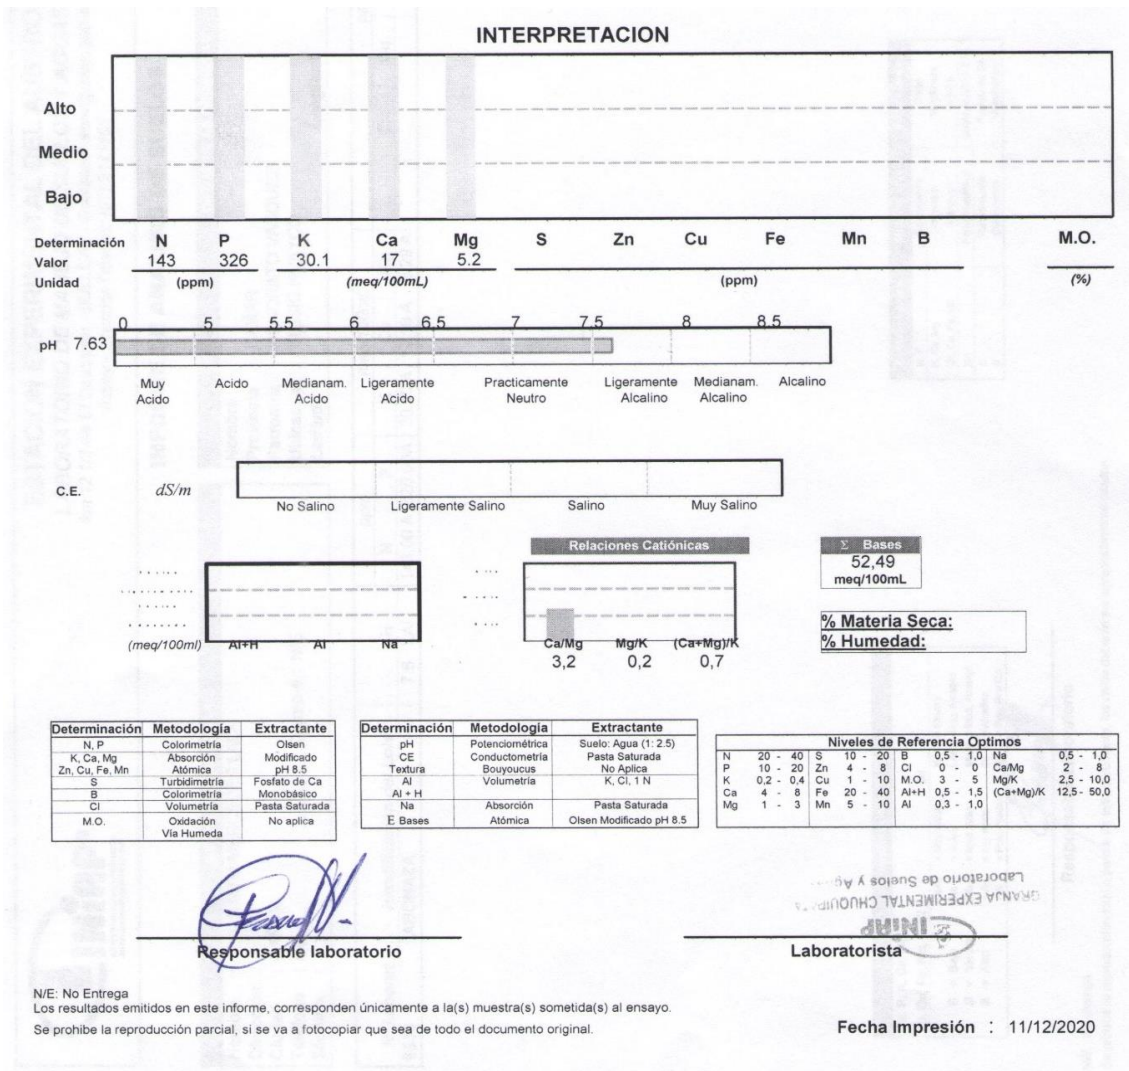 INTERPRETACION
Alto
Medio
Bajo
Determinación N P K Ca Mg S Zn Cu Fe Mn B M.O.
Valor 143 326 30.1 17 5.2
Unidad (ppm) (meq/100mL) (ppm) (%)
0 5 5.5 6 6.5 7 7.5 8 8.5
pH 7.63
Muy Acido Acido Medianam. Acido Ligeramente Acido Practicamente Neutro Ligeramente Alcalino Medianam. Alcalino Alcalino
C.E. dS/m
No Salino Ligeramente Salino Salino Muy Salino
Relaciones Catiónicas
Σ Bases
52,49
meq/100mL
(meq/100ml) Al+H Al Na
Ca/Mg Mg/K (Ca+Mg)/K
3,2 0,2 0,7
% Materia Seca:
% Humedad:
Determinación Metodología Extractante
N, P Colorimetría Olsen
K, Ca, Mg Absorción Modificado
Zn, Cu, Fe, Mn Atómica pH 8.5
S Turbidimetría Fosfato de Ca
B Colorimetría Monobásico
Cl Volumetría Pasta Saturada
M.O. Oxidación No aplica
Vía Humeda
Determinación Metodología Extractante
pH Potenciométrica Suelo: Agua (1: 2.5)
CE Conductometría Pasta Saturada
Textura Bouyoucus No Aplica
Al Volumetría K, Cl, 1 N
Al + H
Na Absorción Pasta Saturada
E Bases Atómica Olsen Modificado pH 8.5
Niveles de Referencia Optimos
N 20 - 40 S 10 - 20 B 0,5 - 1,0 Na 0,5 - 1,0
P 10 - 20 Zn 4 - 8 Cl 0 - 0 Ca/Mg 2 - 8
K 0,2 - 0,4 Cu 1 - 10 M.O. 3 - 5 Mg/K 2,5 - 10,0
Ca 4 - 8 Fe 20 - 40 Al+H 0,5 - 1,5 (Ca+Mg)/K 12,5 - 50,0
Mg 1 - 3 Mn 5 - 10 Al 0,3 - 1,0
Laboratorio de Suelos y
GRANJA EXPERIMENTAL
INIAP
Responsable laboratorio
Laboratorista
N/E: No Entrega
Los resultados emitidos en este informe, corresponden únicamente a la(s) muestra(s) sometida(s) al ensayo.
Se prohibe la reproducción parcial, si se va a fotocopiar que sea de todo el documento original.
Fecha Impresión : 11/12/2020